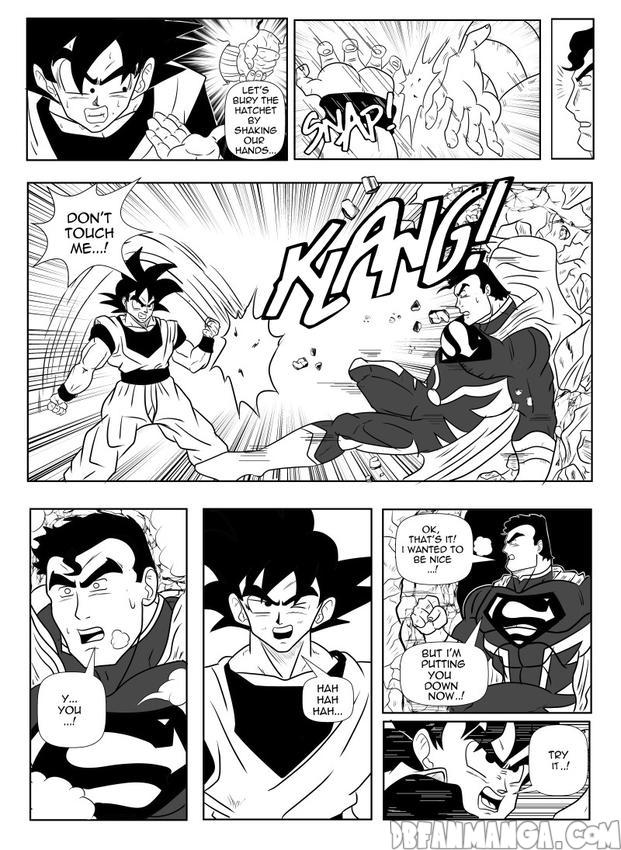 LET'S
BURY THE
HATCHET
BY
SHAKING
OUR
HANDS...
SNAP!
DON'T
TOUCH
ME...!
KLANG!
Y...
YOU
...!
HAH
HAH
HAH...
OK,
THAT'S IT!
I WANTED TO
BE NICE
...!
BUT I'M
PUTTING
YOU
DOWN
NOW..!
TRY
IT..!
DBFANMANGA.COM